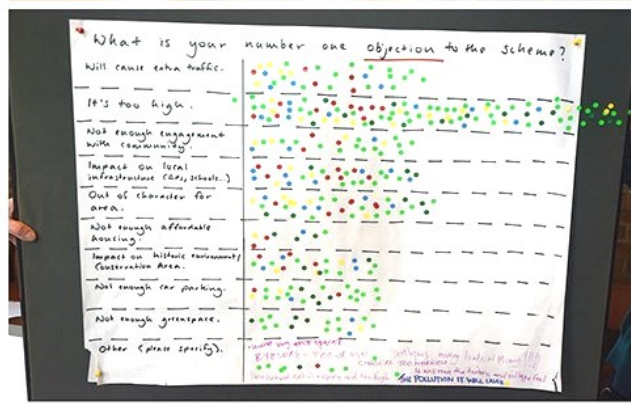 What is your number one objection to the scheme?
Will cause extra traffic.
It's too high.
Not enough engagement
with community.
Impact on local
infrastructure (GPs, schools..)
Out of character for
area.
Not enough affordable
housing.
Impact on historic environment/
Conservation Area.
Not enough car parking.
Not enough greenspace.
Other (please specify).
THE POLLUTION IT WILL CAUSE